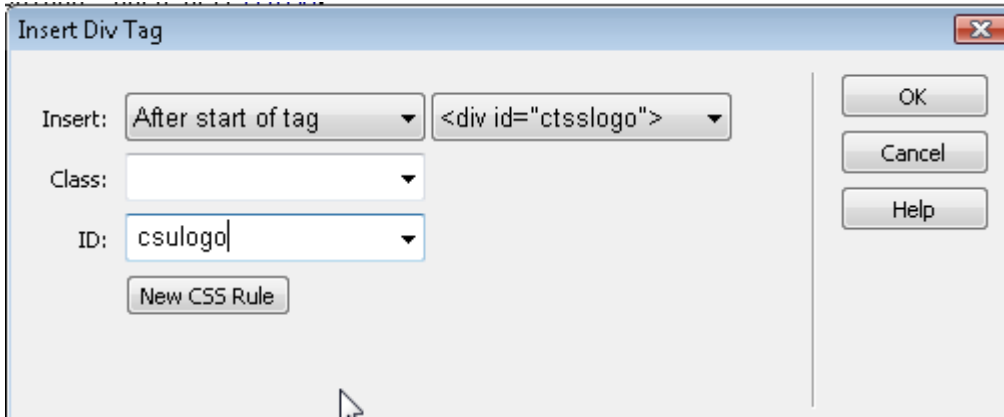 Insert Div Tag
Insert: After start of tag <div id="ctsslogo">
Class:
ID: csulogo
New CSS Rule
OK
Cancel
Help